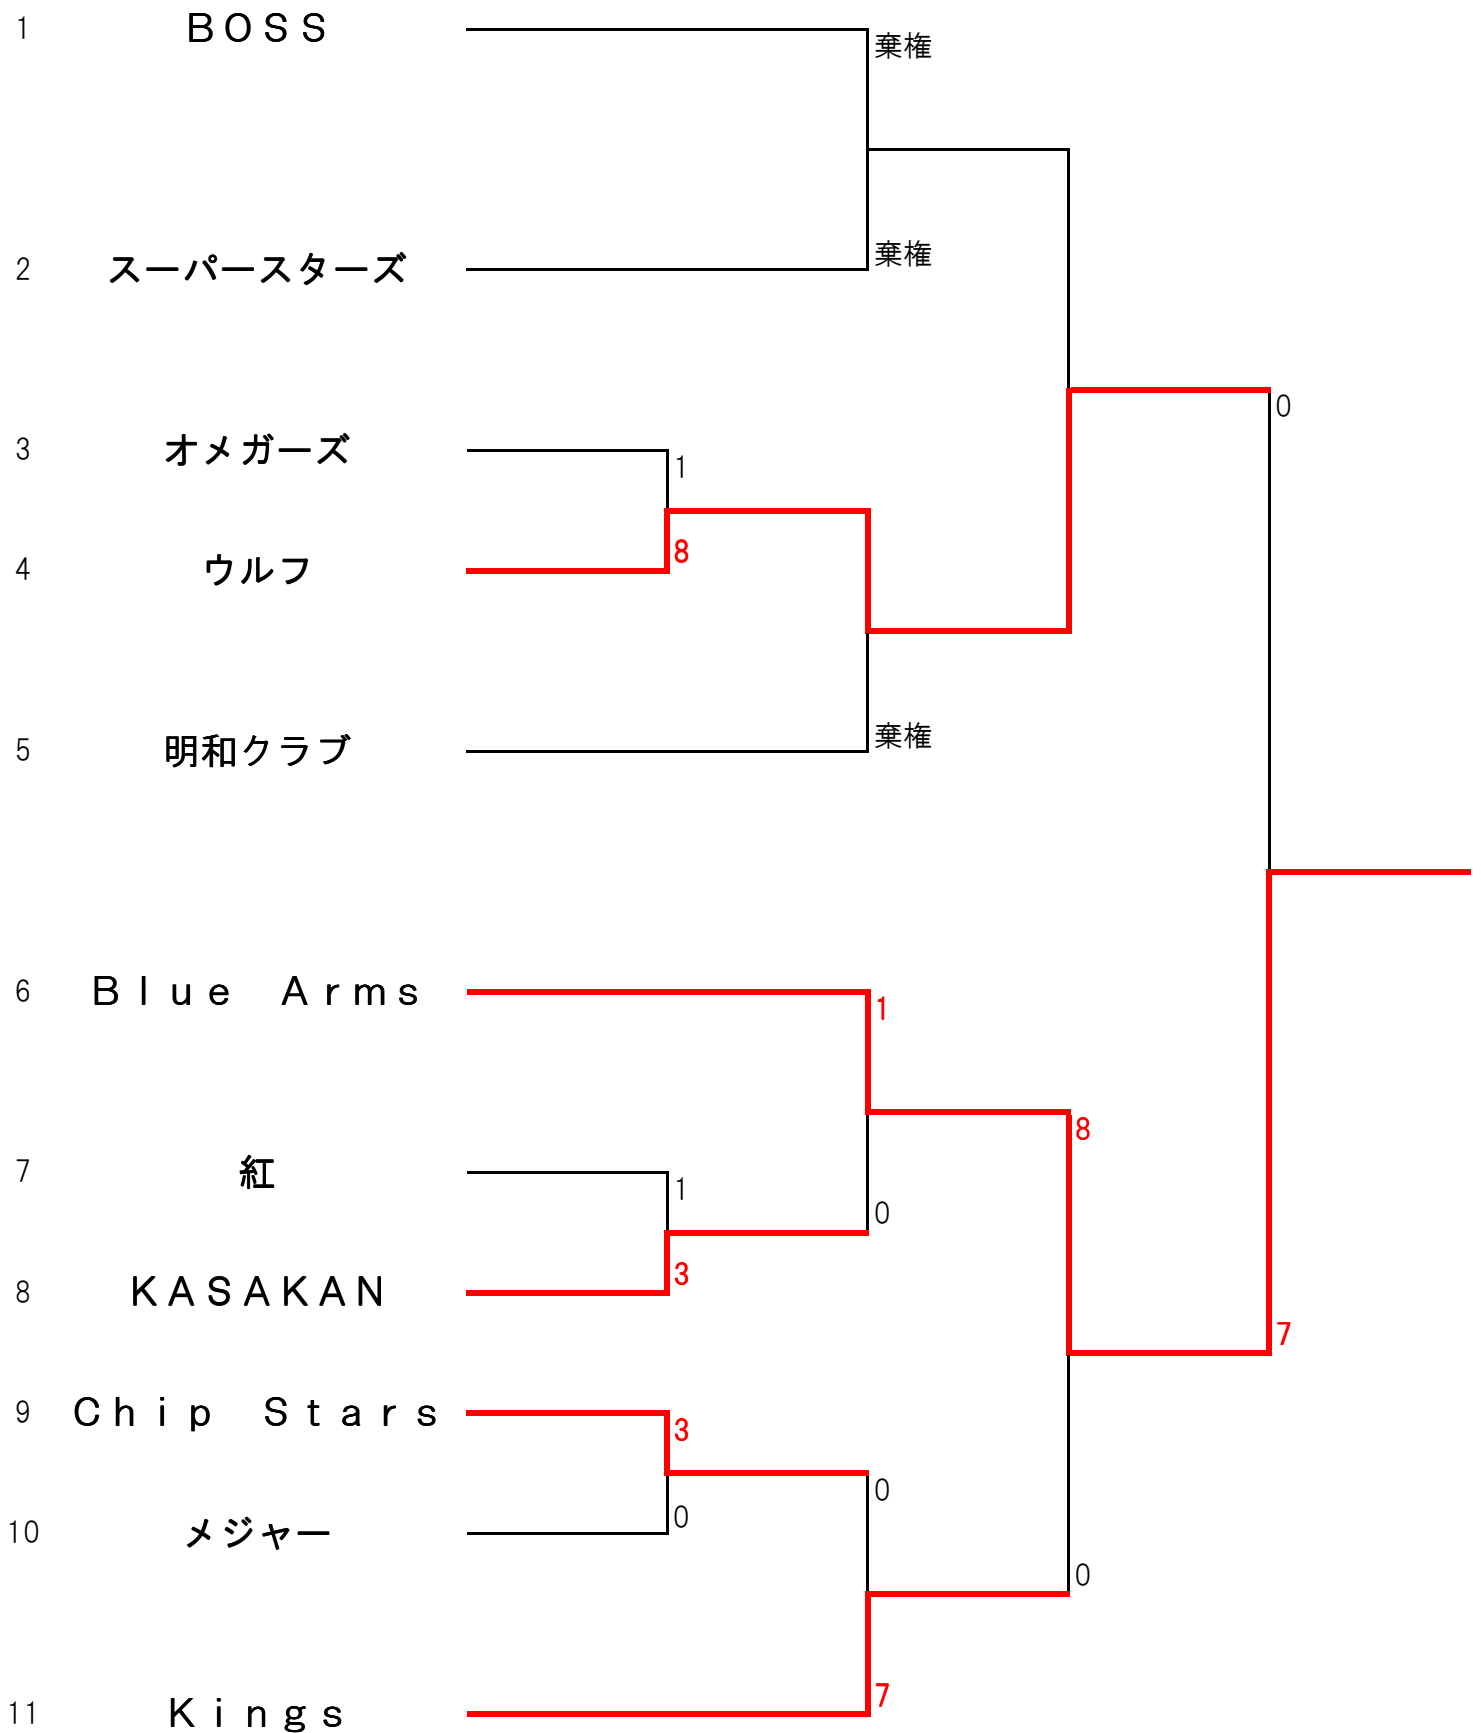 1 ＢＯＳＳ
棄権
2 スーパースターズ
棄権
0
3 オメガーズ
1
4 ウルフ
8
5 明和クラブ
棄権
6 Ｂｌｕｅ　Ａｒｍｓ
1
8
7 紅
1
0
8 ＫＡＳＡＫＡＮ
3
7
9 Ｃｈｉｐ　Ｓｔａｒｓ
3
0
10 メジャー
0
0
11 Ｋｉｎｇｓ
7